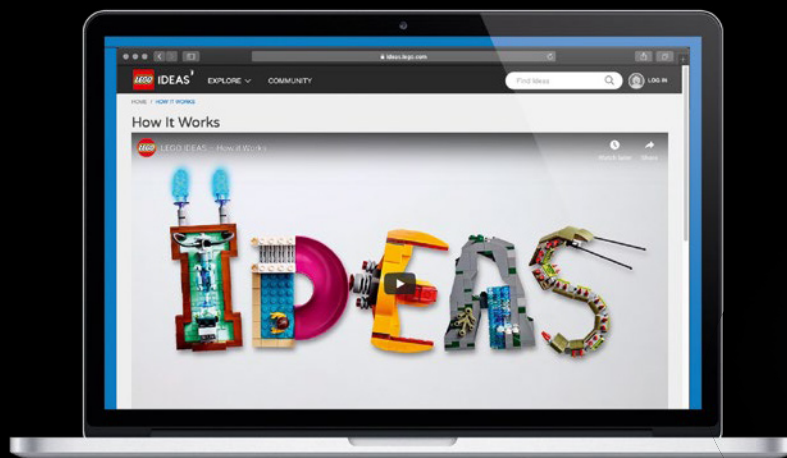 ideas.lego.com
LEGO IDEAS EXPLORE COMMUNITY Find Ideas LOG IN
HOME / HOW IT WORKS
How It Works
LEGO LEGO IDEAS – How it Works
Watch later Share
IDEAS